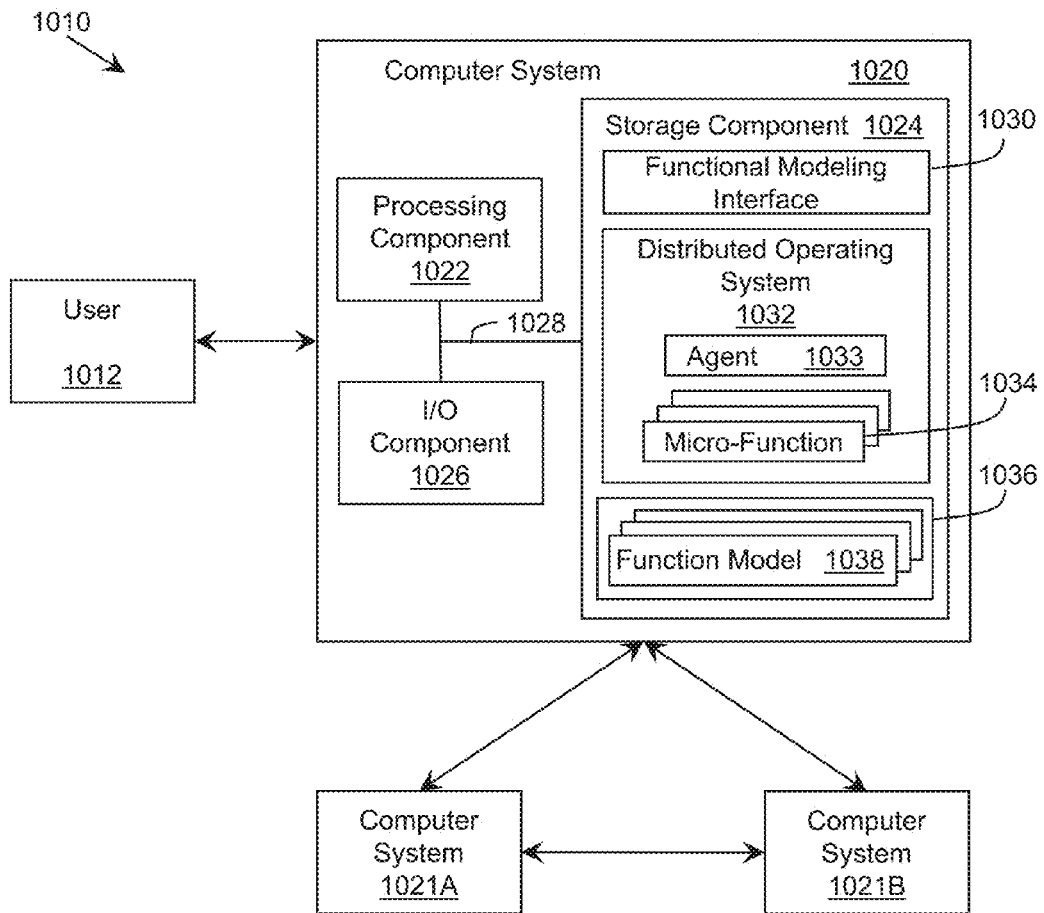 1010
Computer System 1020
Storage Component 1024
1030
Functional Modeling
Interface
Processing
Component
1022
Distributed Operating
System
1032
User
1012
1028
Agent 1033
1034
I/O
Component
1026
Micro-Function
1036
Function Model 1038
Computer
System
1021A
Computer
System
1021B